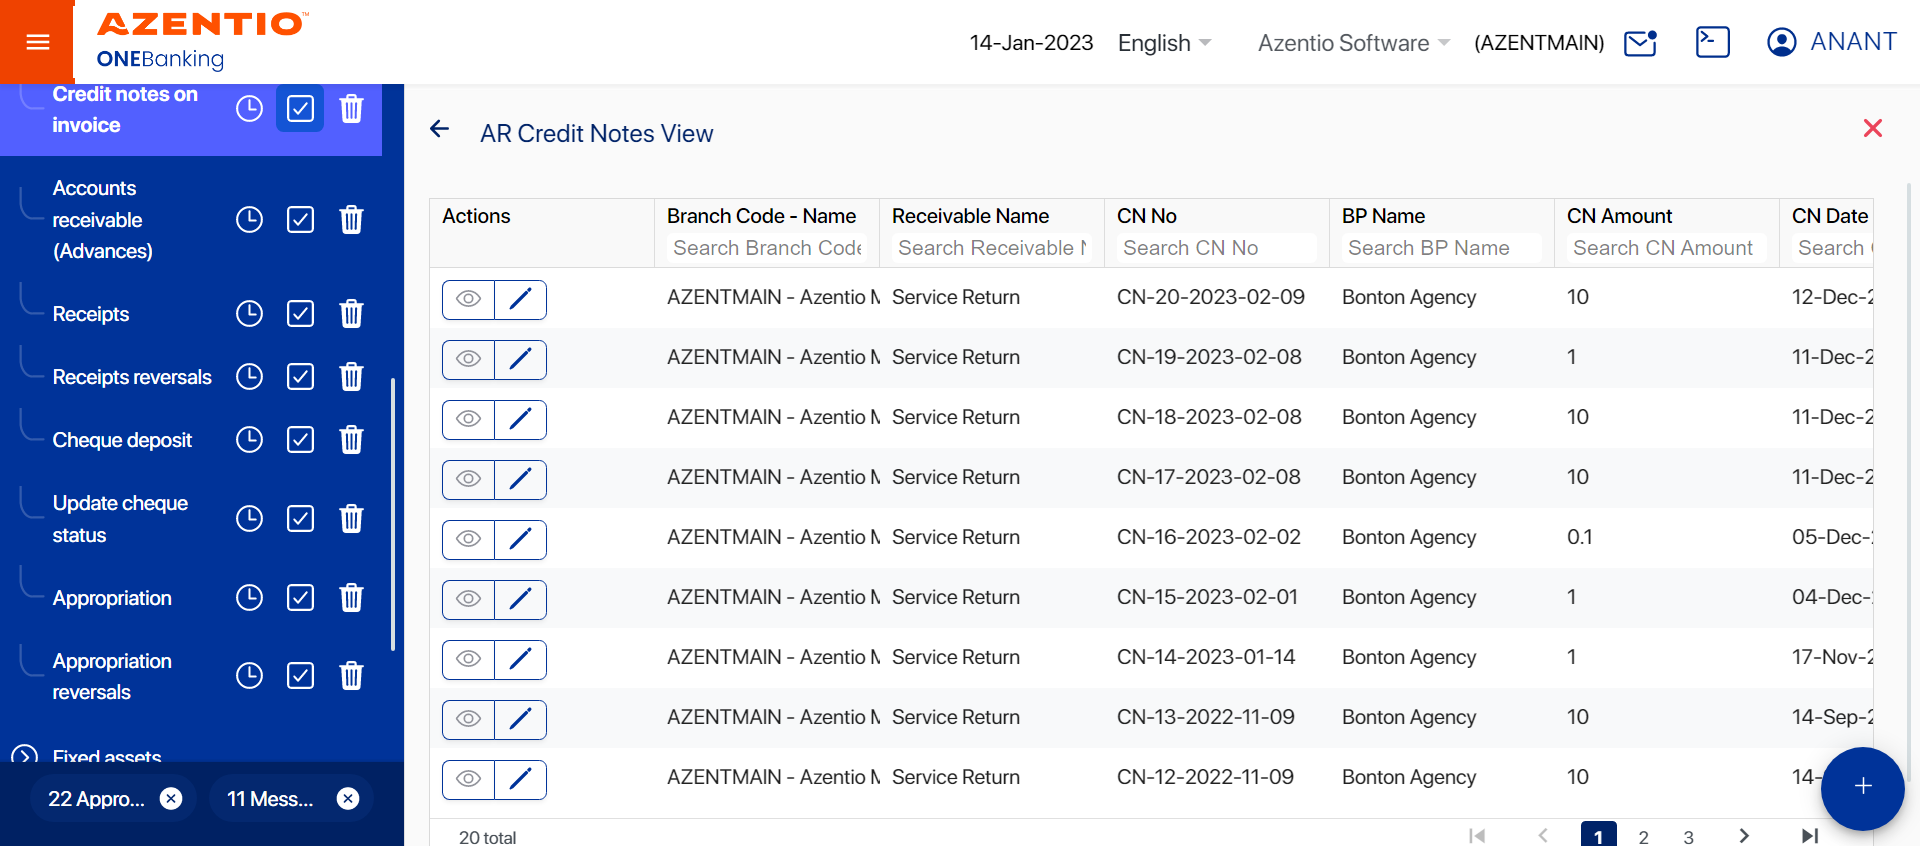 AZENTIO™
ONEBanking
14-Jan-2023 English Azentio Software (AZENTMAIN) ANANT
Credit notes on
invoice
Accounts
receivable
(Advances)
Receipts
Receipts reversals
Cheque deposit
Update cheque
status
Appropriation
Appropriation
reversals
Fixed assets
22 Appro...
11 Mess...
AR Credit Notes View
Actions Branch Code - Name Receivable Name CN No BP Name CN Amount CN Date
Search Branch Code Search Receivable N Search CN No Search BP Name Search CN Amount Search
AZENTMAIN - Azentio M Service Return CN-20-2023-02-09 Bonton Agency 10 12-Dec-2
AZENTMAIN - Azentio M Service Return CN-19-2023-02-08 Bonton Agency 1 11-Dec-2
AZENTMAIN - Azentio M Service Return CN-18-2023-02-08 Bonton Agency 10 11-Dec-2
AZENTMAIN - Azentio M Service Return CN-17-2023-02-08 Bonton Agency 10 11-Dec-2
AZENTMAIN - Azentio M Service Return CN-16-2023-02-02 Bonton Agency 0.1 05-Dec-
AZENTMAIN - Azentio M Service Return CN-15-2023-02-01 Bonton Agency 1 04-Dec-
AZENTMAIN - Azentio M Service Return CN-14-2023-01-14 Bonton Agency 1 17-Nov-2
AZENTMAIN - Azentio M Service Return CN-13-2022-11-09 Bonton Agency 10 14-Sep-2
AZENTMAIN - Azentio M Service Return CN-12-2022-11-09 Bonton Agency 10 14-
20 total 1 2 3